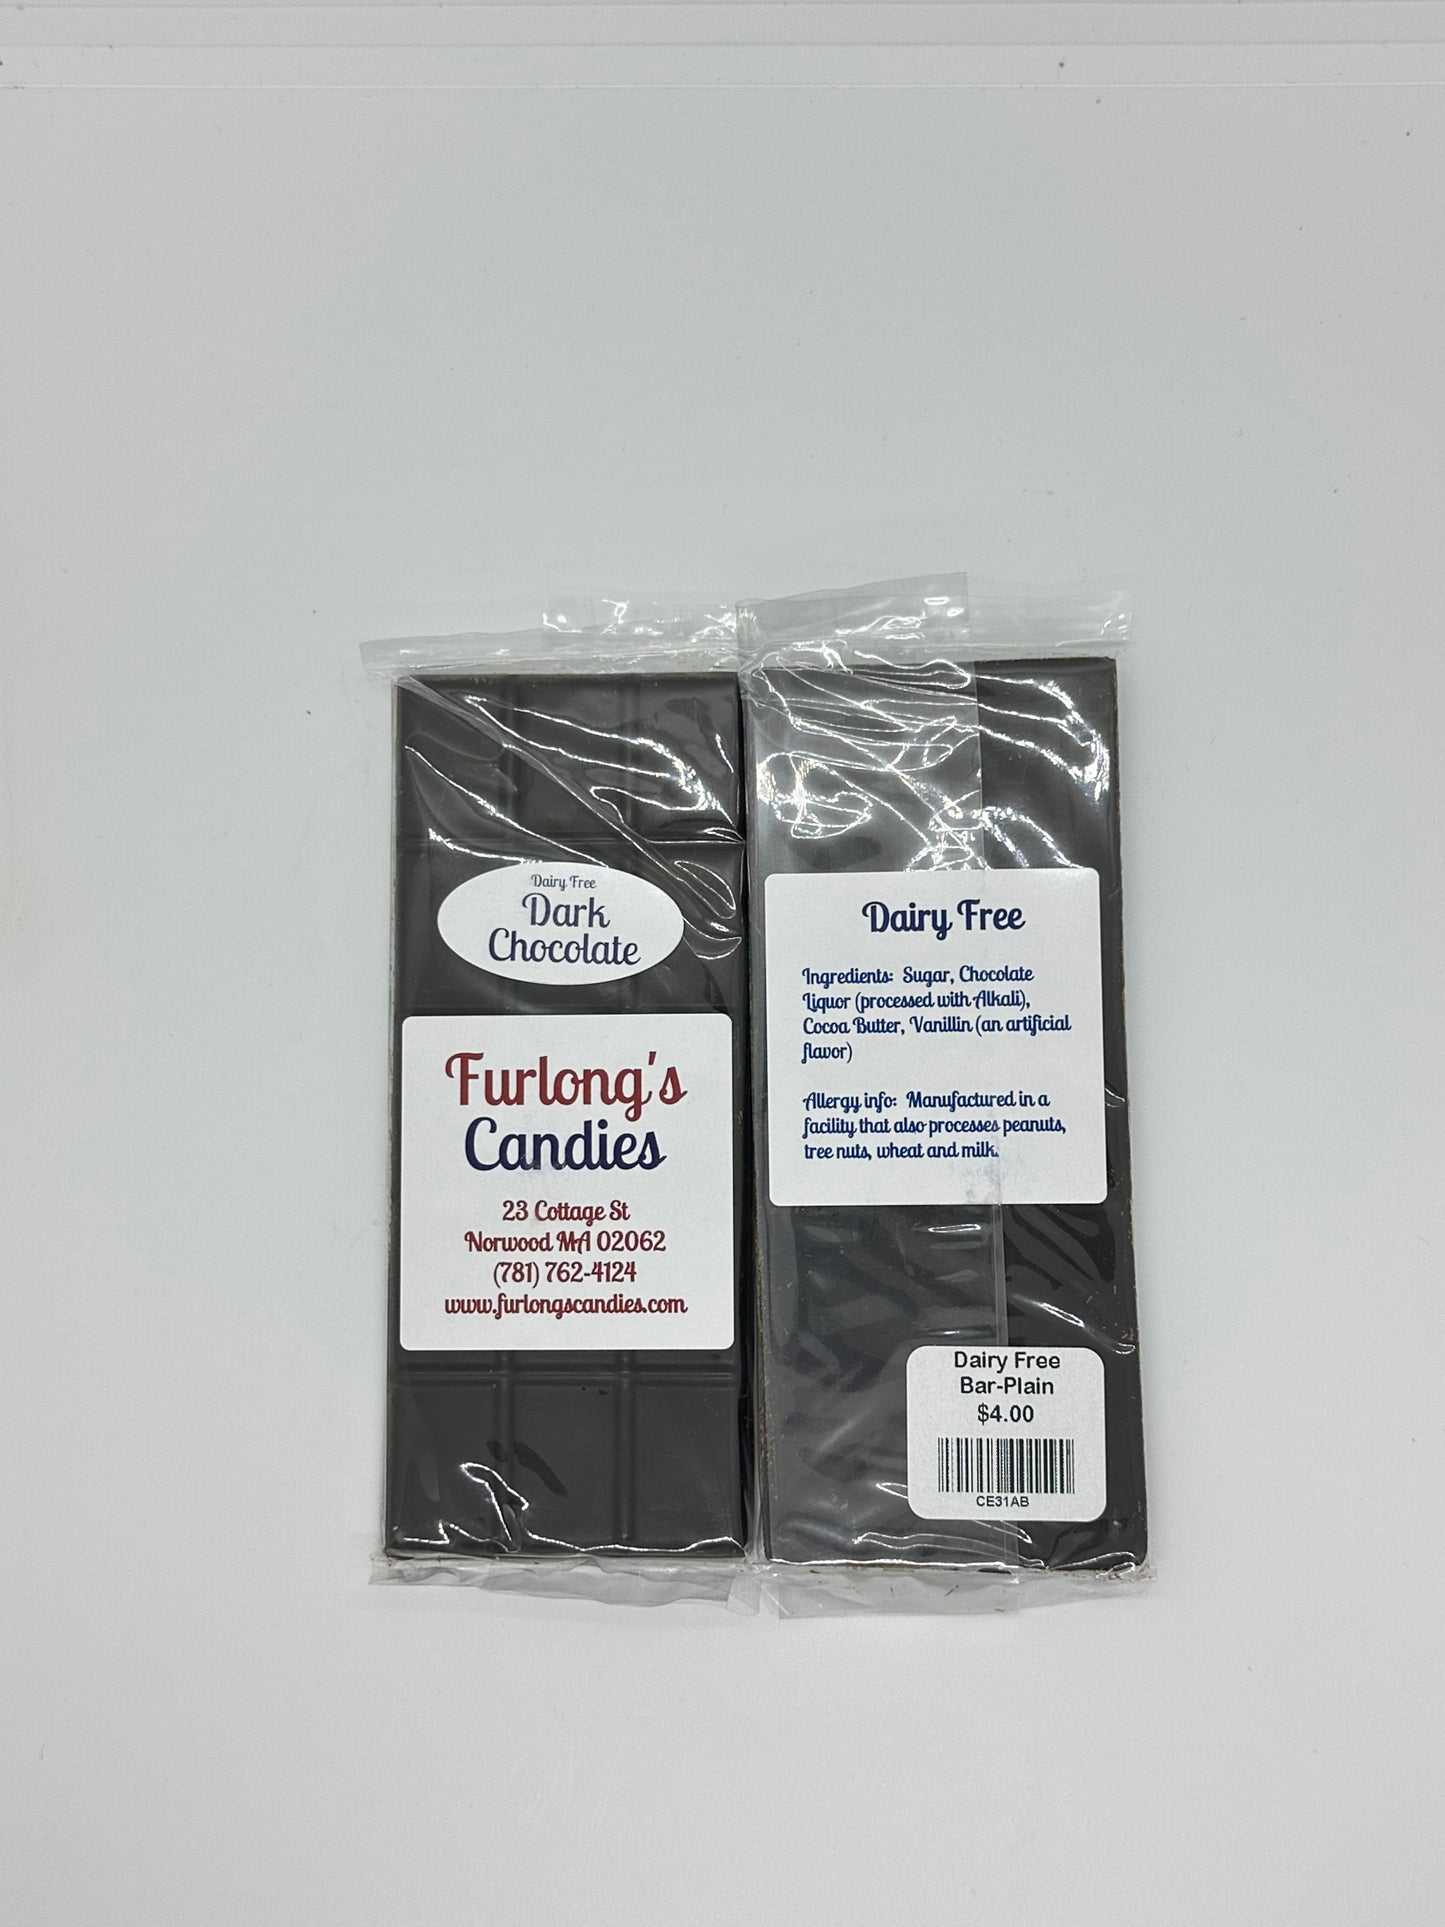 Dairy Free
Dark
Chocolate
Furlong's
Candies
23 Cottage St
Norwood MA 02062
(781) 762-4124
www.furlongscandies.com
Dairy Free
Ingredients: Sugar, Chocolate
Liquor (processed with Alkali),
Cocoa Butter, Vanillin (an artificial
flavor)
Allergy info: Manufactured in a
facility that also processes peanuts,
tree nuts, wheat and milk.
Dairy Free
Bar-Plain
$4.00
CE31AB